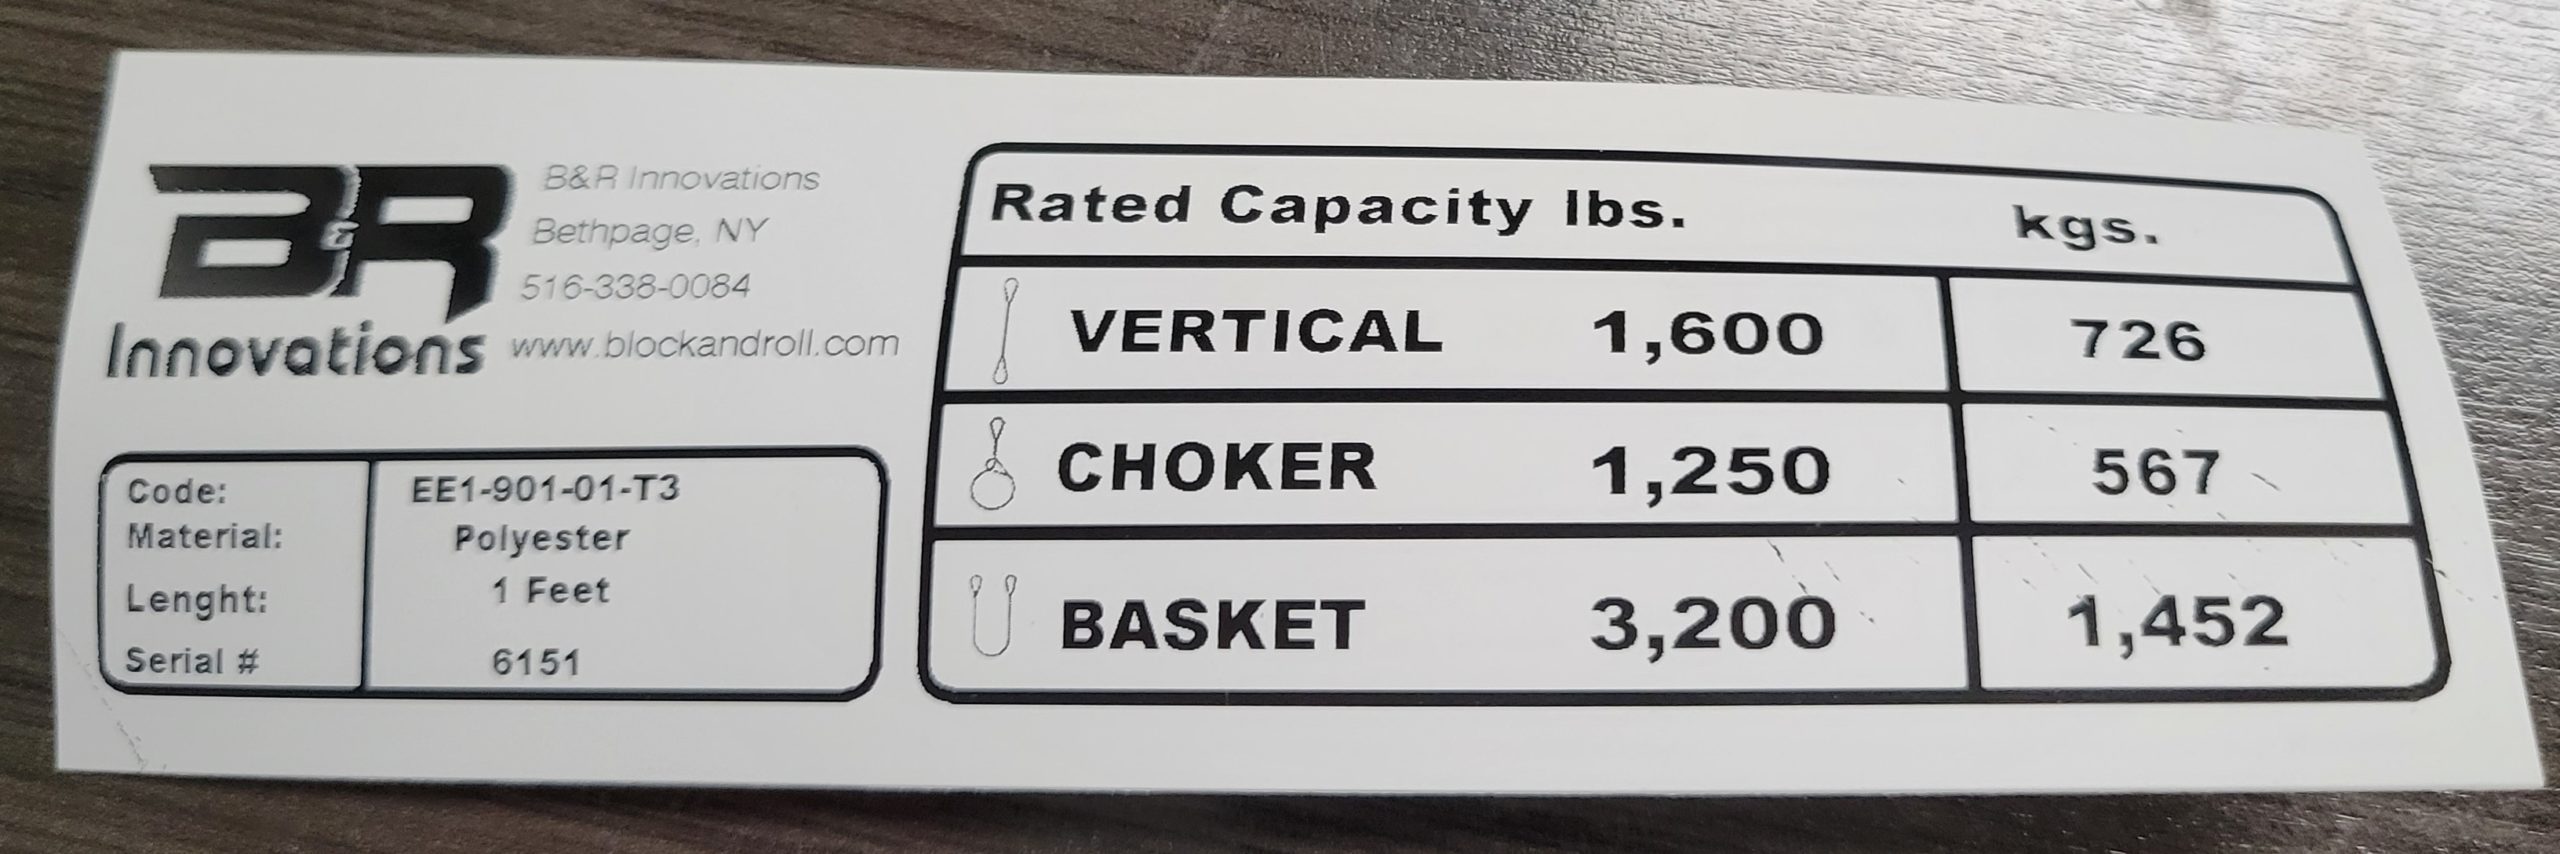 B&R
Innovations
B&R Innovations
Bethpage, NY
516-338-0084
www.blockandroll.com
Code: EE1-901-01-T3
Material: Polyester
Lenght: 1 Feet
Serial # 6151
Rated Capacity lbs. kgs.
VERTICAL 1,600 726
CHOKER 1,250 567
BASKET 3,200 1,452